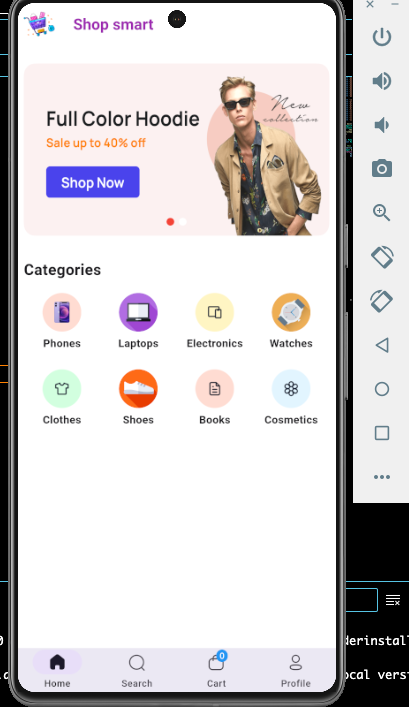 Shop smart
New
collection
Full Color Hoodie
Sale up to 40% off
Shop Now
Categories
Phones
Laptops
Electronics
Watches
Clothes
Shoes
Books
Cosmetics
0
derinstall
ocal vers
0
Home
Search
Cart
Profile